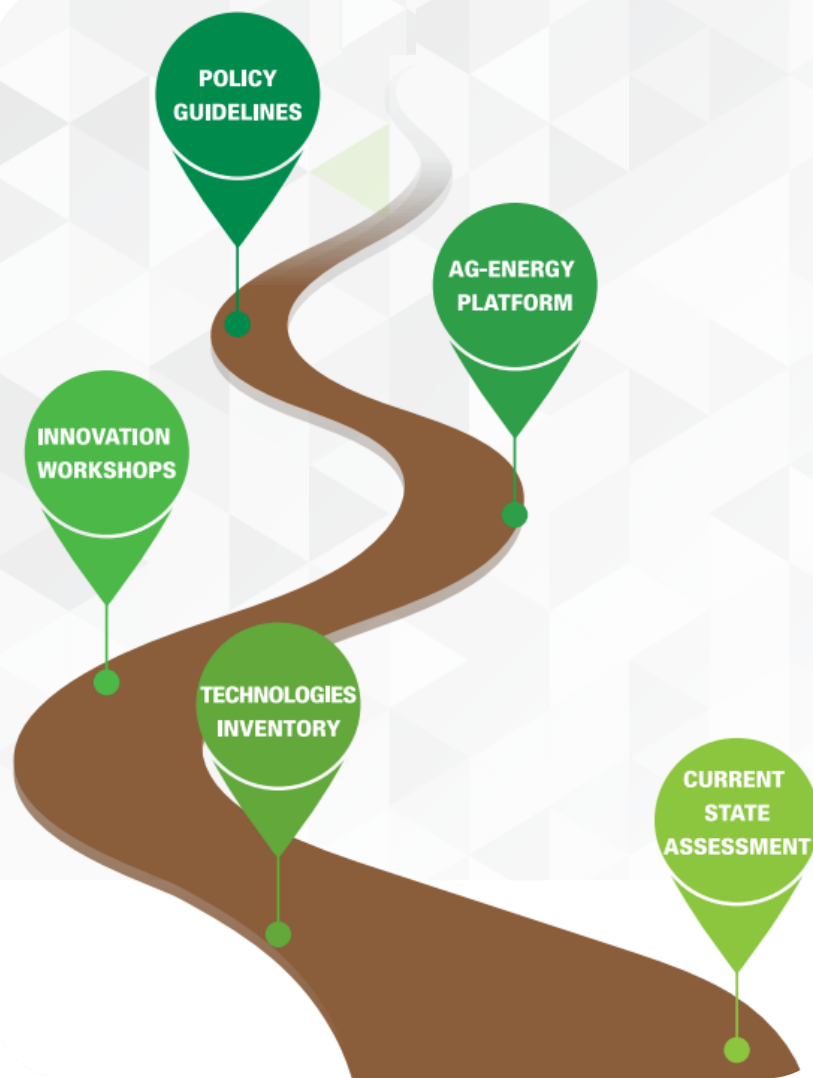 POLICY
GUIDELINES
AG-ENERGY
PLATFORM
INNOVATION
WORKSHOPS
TECHNOLOGIES
INVENTORY
CURRENT
STATE
ASSESSMENT